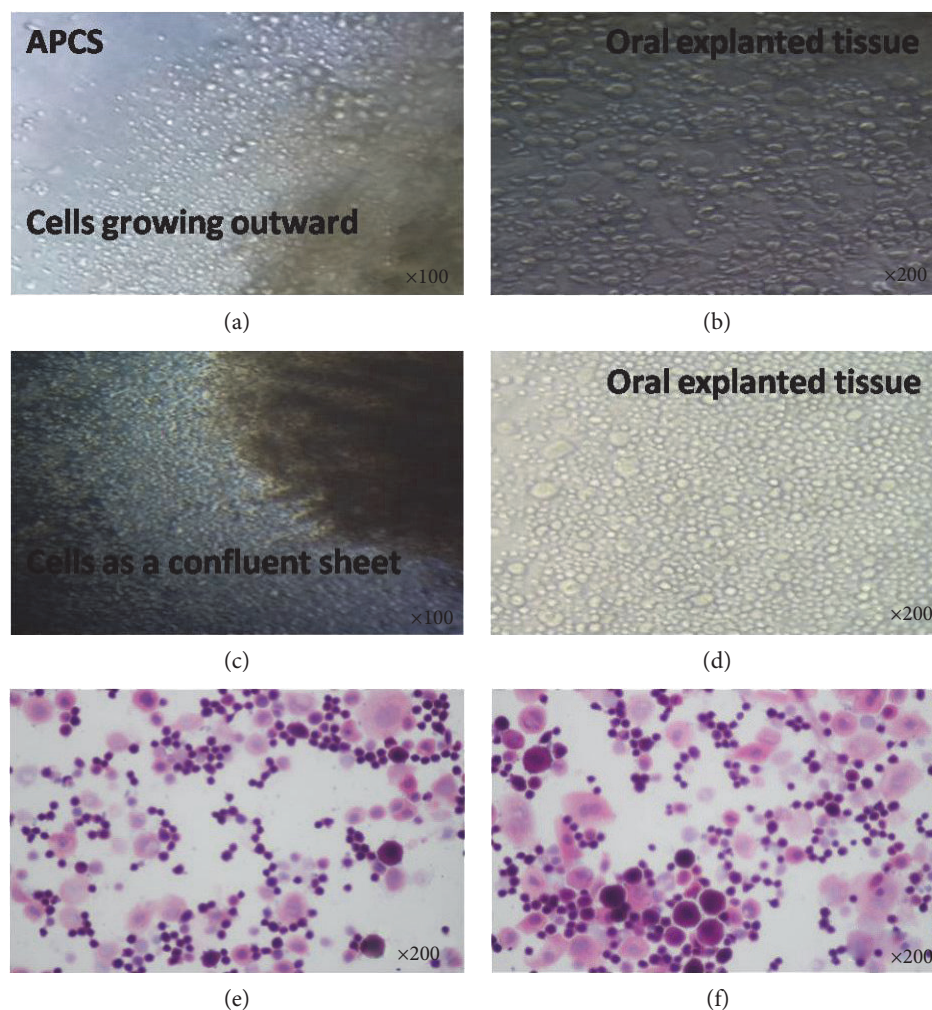 APCS
Oral explanted tissue
Cells growing outward
×100
×200
(a)
(b)
Oral explanted tissue
Cells as a confluent sheet
×100
×200
(c)
(d)
×200
×200
(e)
(f)